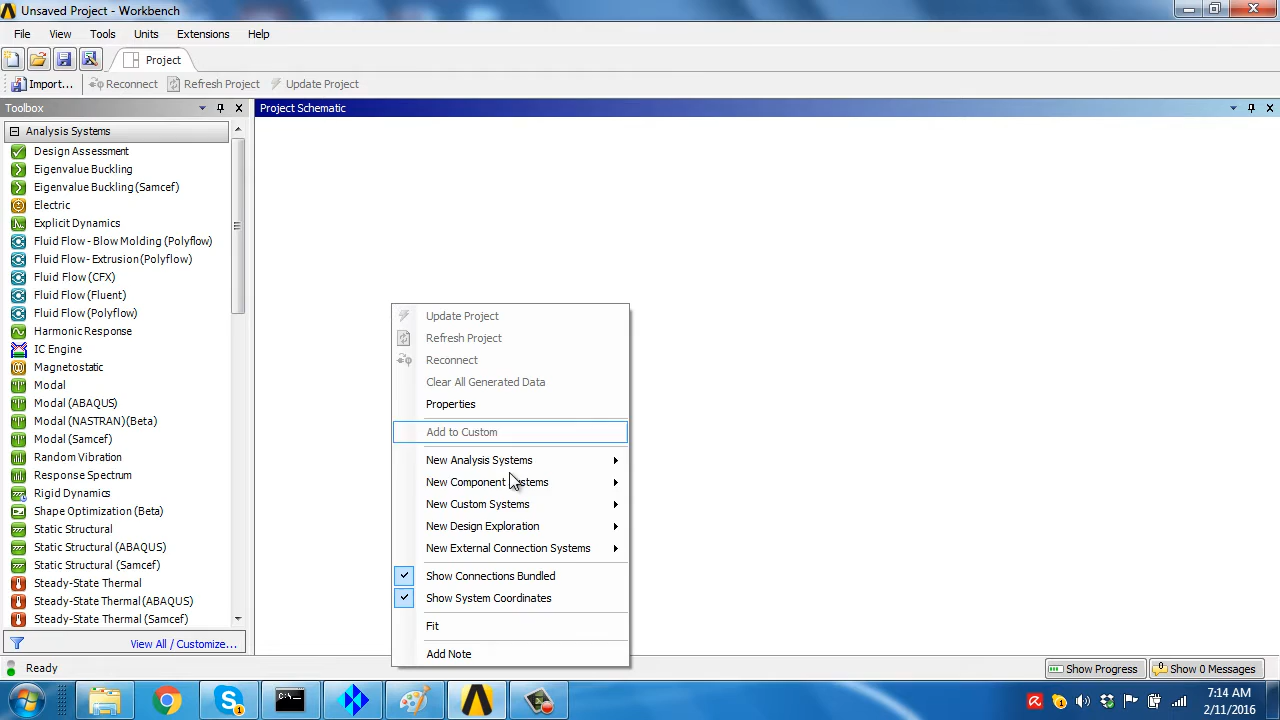 Unsaved Project - Workbench
File View Tools Units Extensions Help
Project
Import... Reconnect Refresh Project Update Project
Toolbox
Project Schematic
Analysis Systems
Design Assessment
Eigenvalue Buckling
Eigenvalue Buckling (Samcef)
Electric
Explicit Dynamics
Fluid Flow - Blow Molding (Polyflow)
Fluid Flow- Extrusion (Polyflow)
Fluid Flow (CFX)
Fluid Flow (Fluent)
Fluid Flow (Polyflow)
Harmonic Response
IC Engine
Magnetostatic
Modal
Modal (ABAQUS)
Modal (NASTRAN) (Beta)
Modal (Samcef)
Random Vibration
Response Spectrum
Rigid Dynamics
Shape Optimization (Beta)
Static Structural
Static Structural (ABAQUS)
Static Structural (Samcef)
Steady-State Thermal
Steady-State Thermal (ABAQUS)
Steady-State Thermal (Samcef)
View All / Customize...
Update Project
Refresh Project
Reconnect
Clear All Generated Data
Properties
Add to Custom
New Analysis Systems
New Component Systems
New Custom Systems
New Design Exploration
New External Connection Systems
Show Connections Bundled
Show System Coordinates
Fit
Add Note
Ready
Show Progress
Show 0 Messages
7:14 AM
2/11/2016